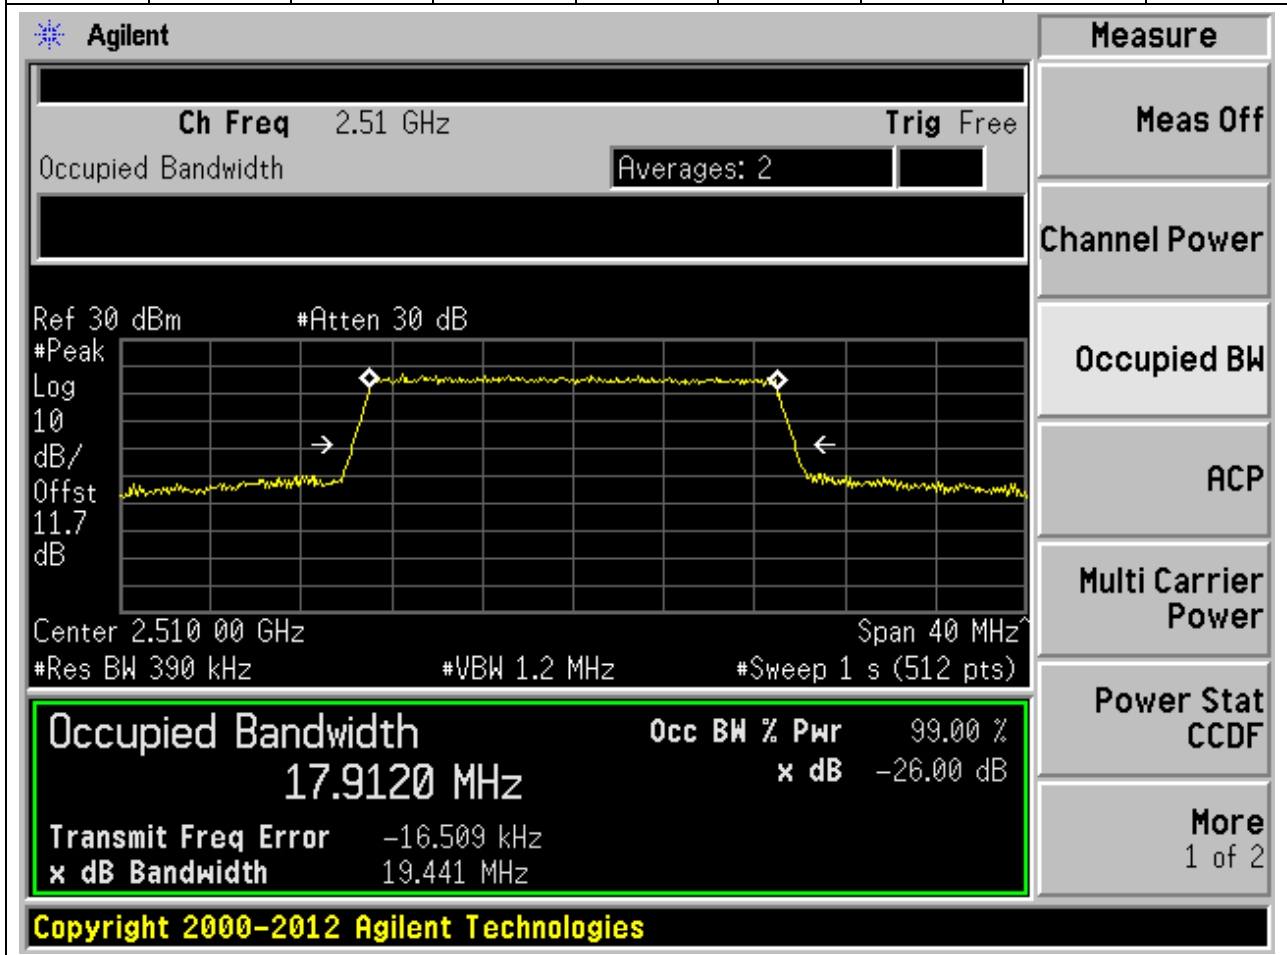 Agilent
Measure
Ch Freq 2.51 GHz Trig Free
Occupied Bandwidth Averages: 2
Ref 30 dBm #Atten 30 dB
#Peak
Log
10
dB/
Offst
11.7
dB
Center 2.510 00 GHz Span 40 MHz^
#Res BW 390 kHz #VBW 1.2 MHz #Sweep 1 s (512 pts)
Occupied Bandwidth Occ BW % Pwr 99.00 %
17.9120 MHz x dB -26.00 dB
Transmit Freq Error -16.509 kHz
x dB Bandwidth 19.441 MHz
Meas Off
Channel Power
Occupied BW
ACP
Multi Carrier
Power
Power Stat
CCDF
More
1 of 2
Copyright 2000-2012 Agilent Technologies